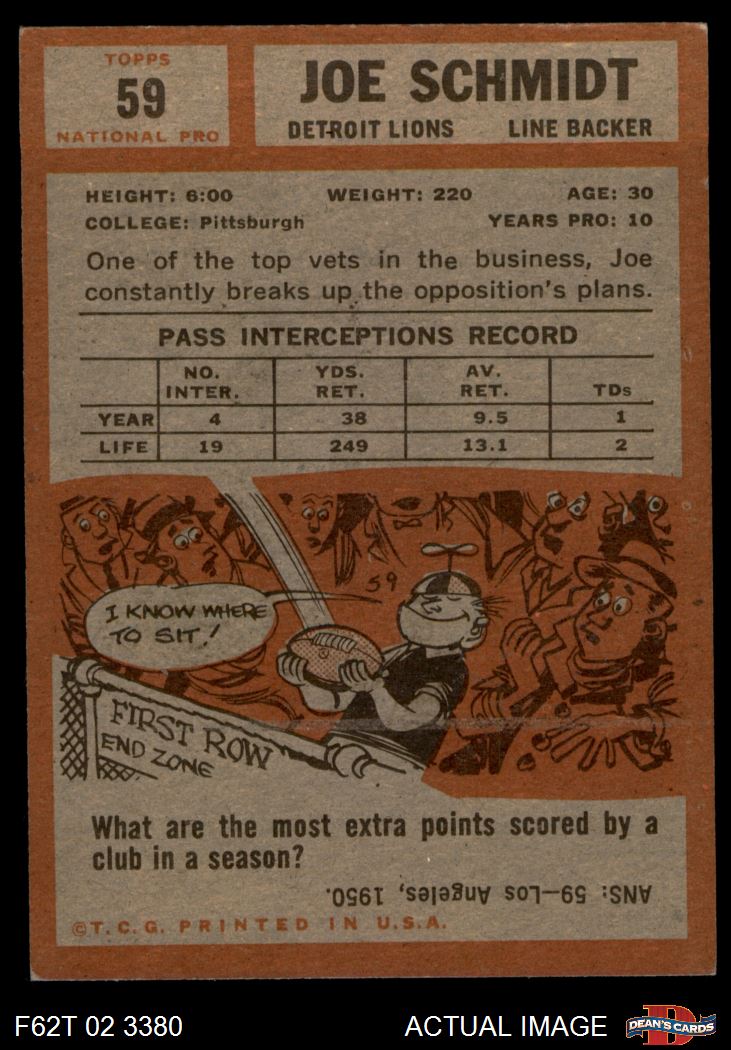 TOPPS
59
NATIONAL PRO
JOE SCHMIDT
DETROIT LIONS LINE BACKER
HEIGHT: 6:00 WEIGHT: 220 AGE: 30
COLLEGE: Pittsburgh YEARS PRO: 10
One of the top vets in the business, Joe
constantly breaks up the opposition's plans.
PASS INTERCEPTIONS RECORD
NO. INTER. YDS. RET. AV. RET. TDs
YEAR 4 38 9.5 1
LIFE 19 249 13.1 2
59
I KNOW WHERE
TO SIT!
FIRST ROW
END ZONE
What are the most extra points scored by a
club in a season?
ANS: 59—Los Angeles, 1950.
©T.C.G. PRINTED IN U.S.A.
F62T 02 3380 ACTUAL IMAGE
D
DEAN'S CARDS